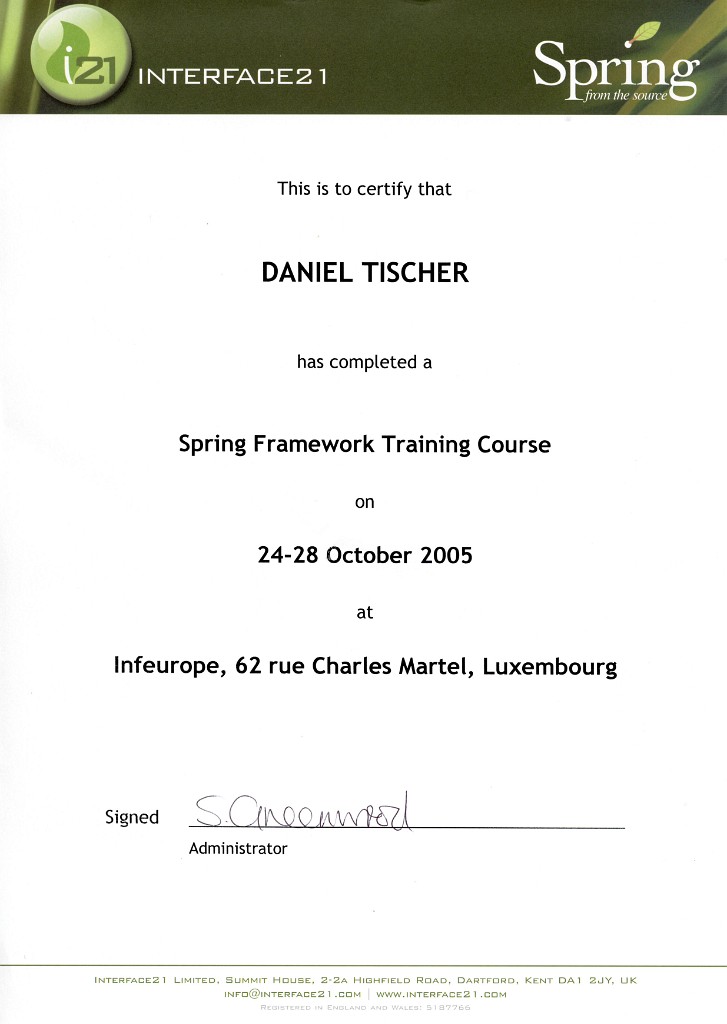 i21 INTERFACE21
Spring
from the source
This is to certify that
DANIEL TISCHER
has completed a
Spring Framework Training Course
on
24-28 October 2005
at
Infeurope, 62 rue Charles Martel, Luxembourg
Signed S. Greenwood
Administrator
Interface21 Limited, Summit House, 2-2a Highfield Road, Dartford, Kent DA1 2JY, UK
info@interface21.com | www.interface21.com
Registered in England and Wales: 5187766